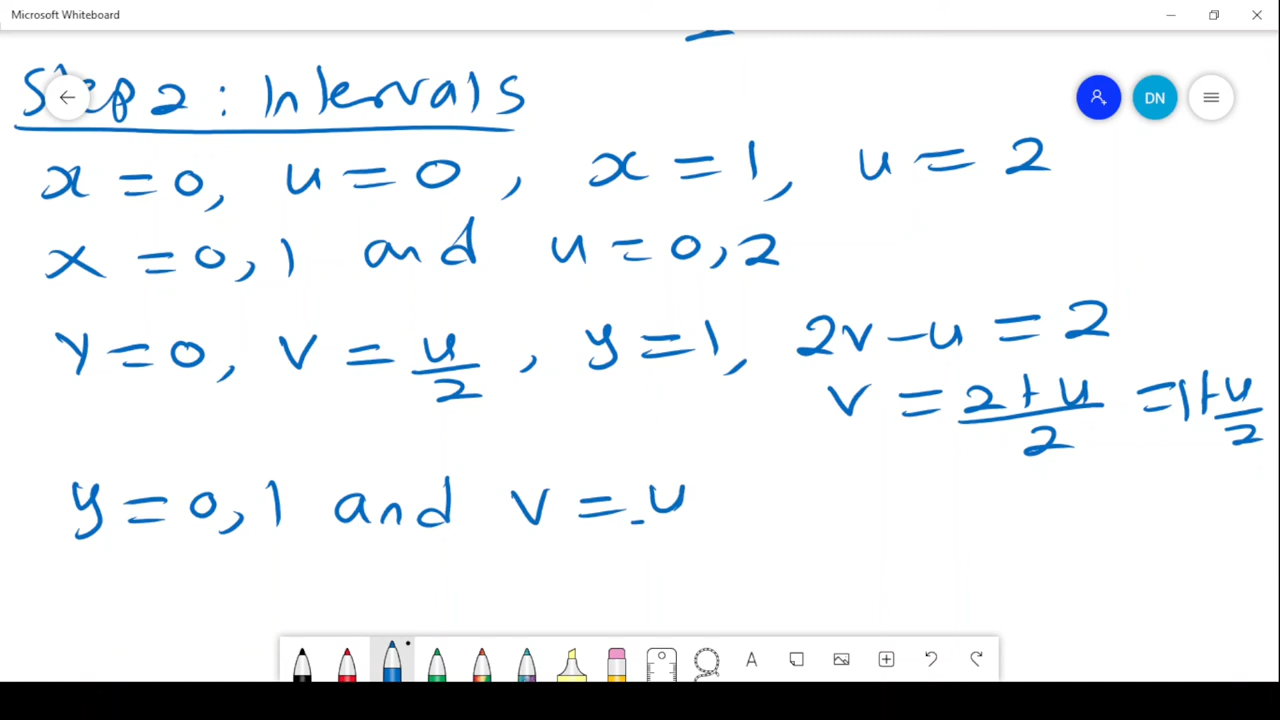 Microsoft Whiteboard
Step 2 : Intervals
DN
x = 0, u = 0, x = 1, u = 2
x = 0, 1 and u = 0, 2
y = 0, v = u/2, y = 1, 2v - u = 2
v = (2 + u)/2 = 1 + u/2
y = 0, 1 and v = u
A